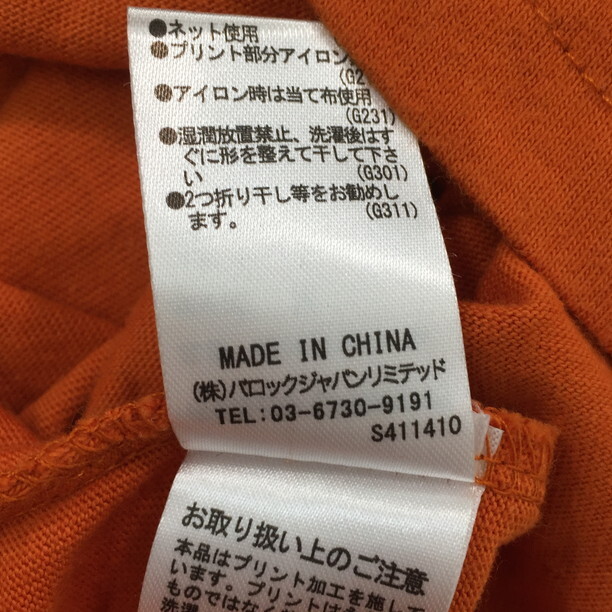 ●ネット使用
●プリント部分アイロン
(G2
●アイロン時は当て布使用
(G231)
●湿潤放置禁止、洗濯後はす
ぐに形を整えて干して下さ
い (G301)
●2つ折り干し等をお勧めし
ます。 (G311)
MADE IN CHINA
(株)バロックジャパンリミテッド
TEL:03-6730-9191
S411410
お取り扱い上のご注意
本品はプリント加工を施し
います。プリントは
ものではなく
洗濯